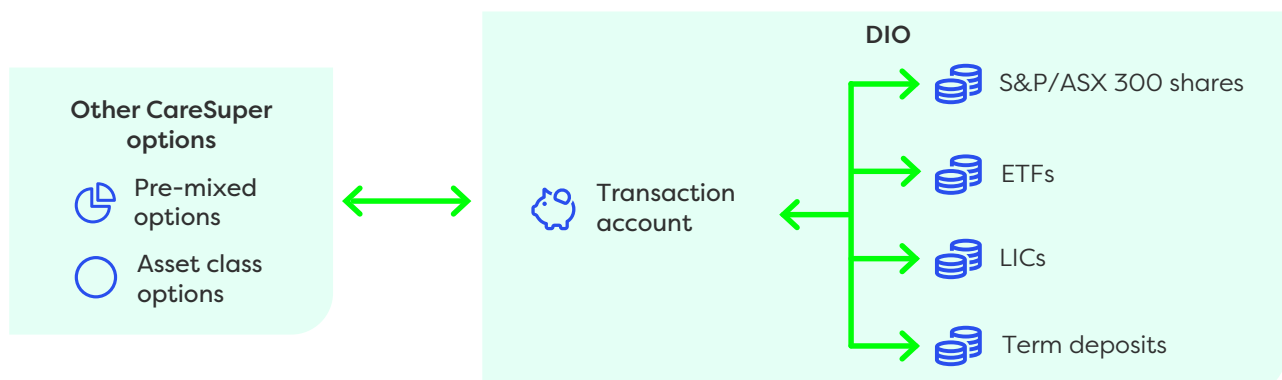 Other CareSuper
options
Pre-mixed
options
Asset class
options
DIO
Transaction
account
S&P/ASX 300 shares
ETFs
LICs
Term deposits